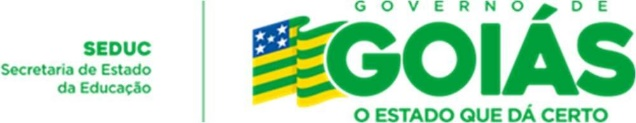 SEDUC
Secretaria de Estado
da Educação
GOVERNO DE
GOIÁS
O ESTADO QUE DÁ CERTO